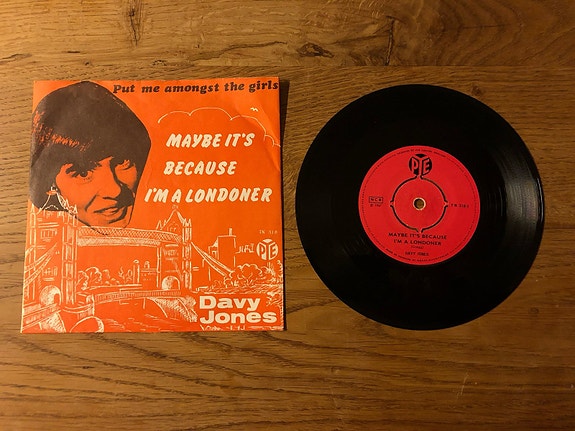 Put me amongst the girls
MAYBE IT'S
BECAUSE
I'M A LONDONER
PYE
Davy
Jones
PYE
MAYBE IT'S BECAUSE
I'M A LONDONER
DAVY JONES